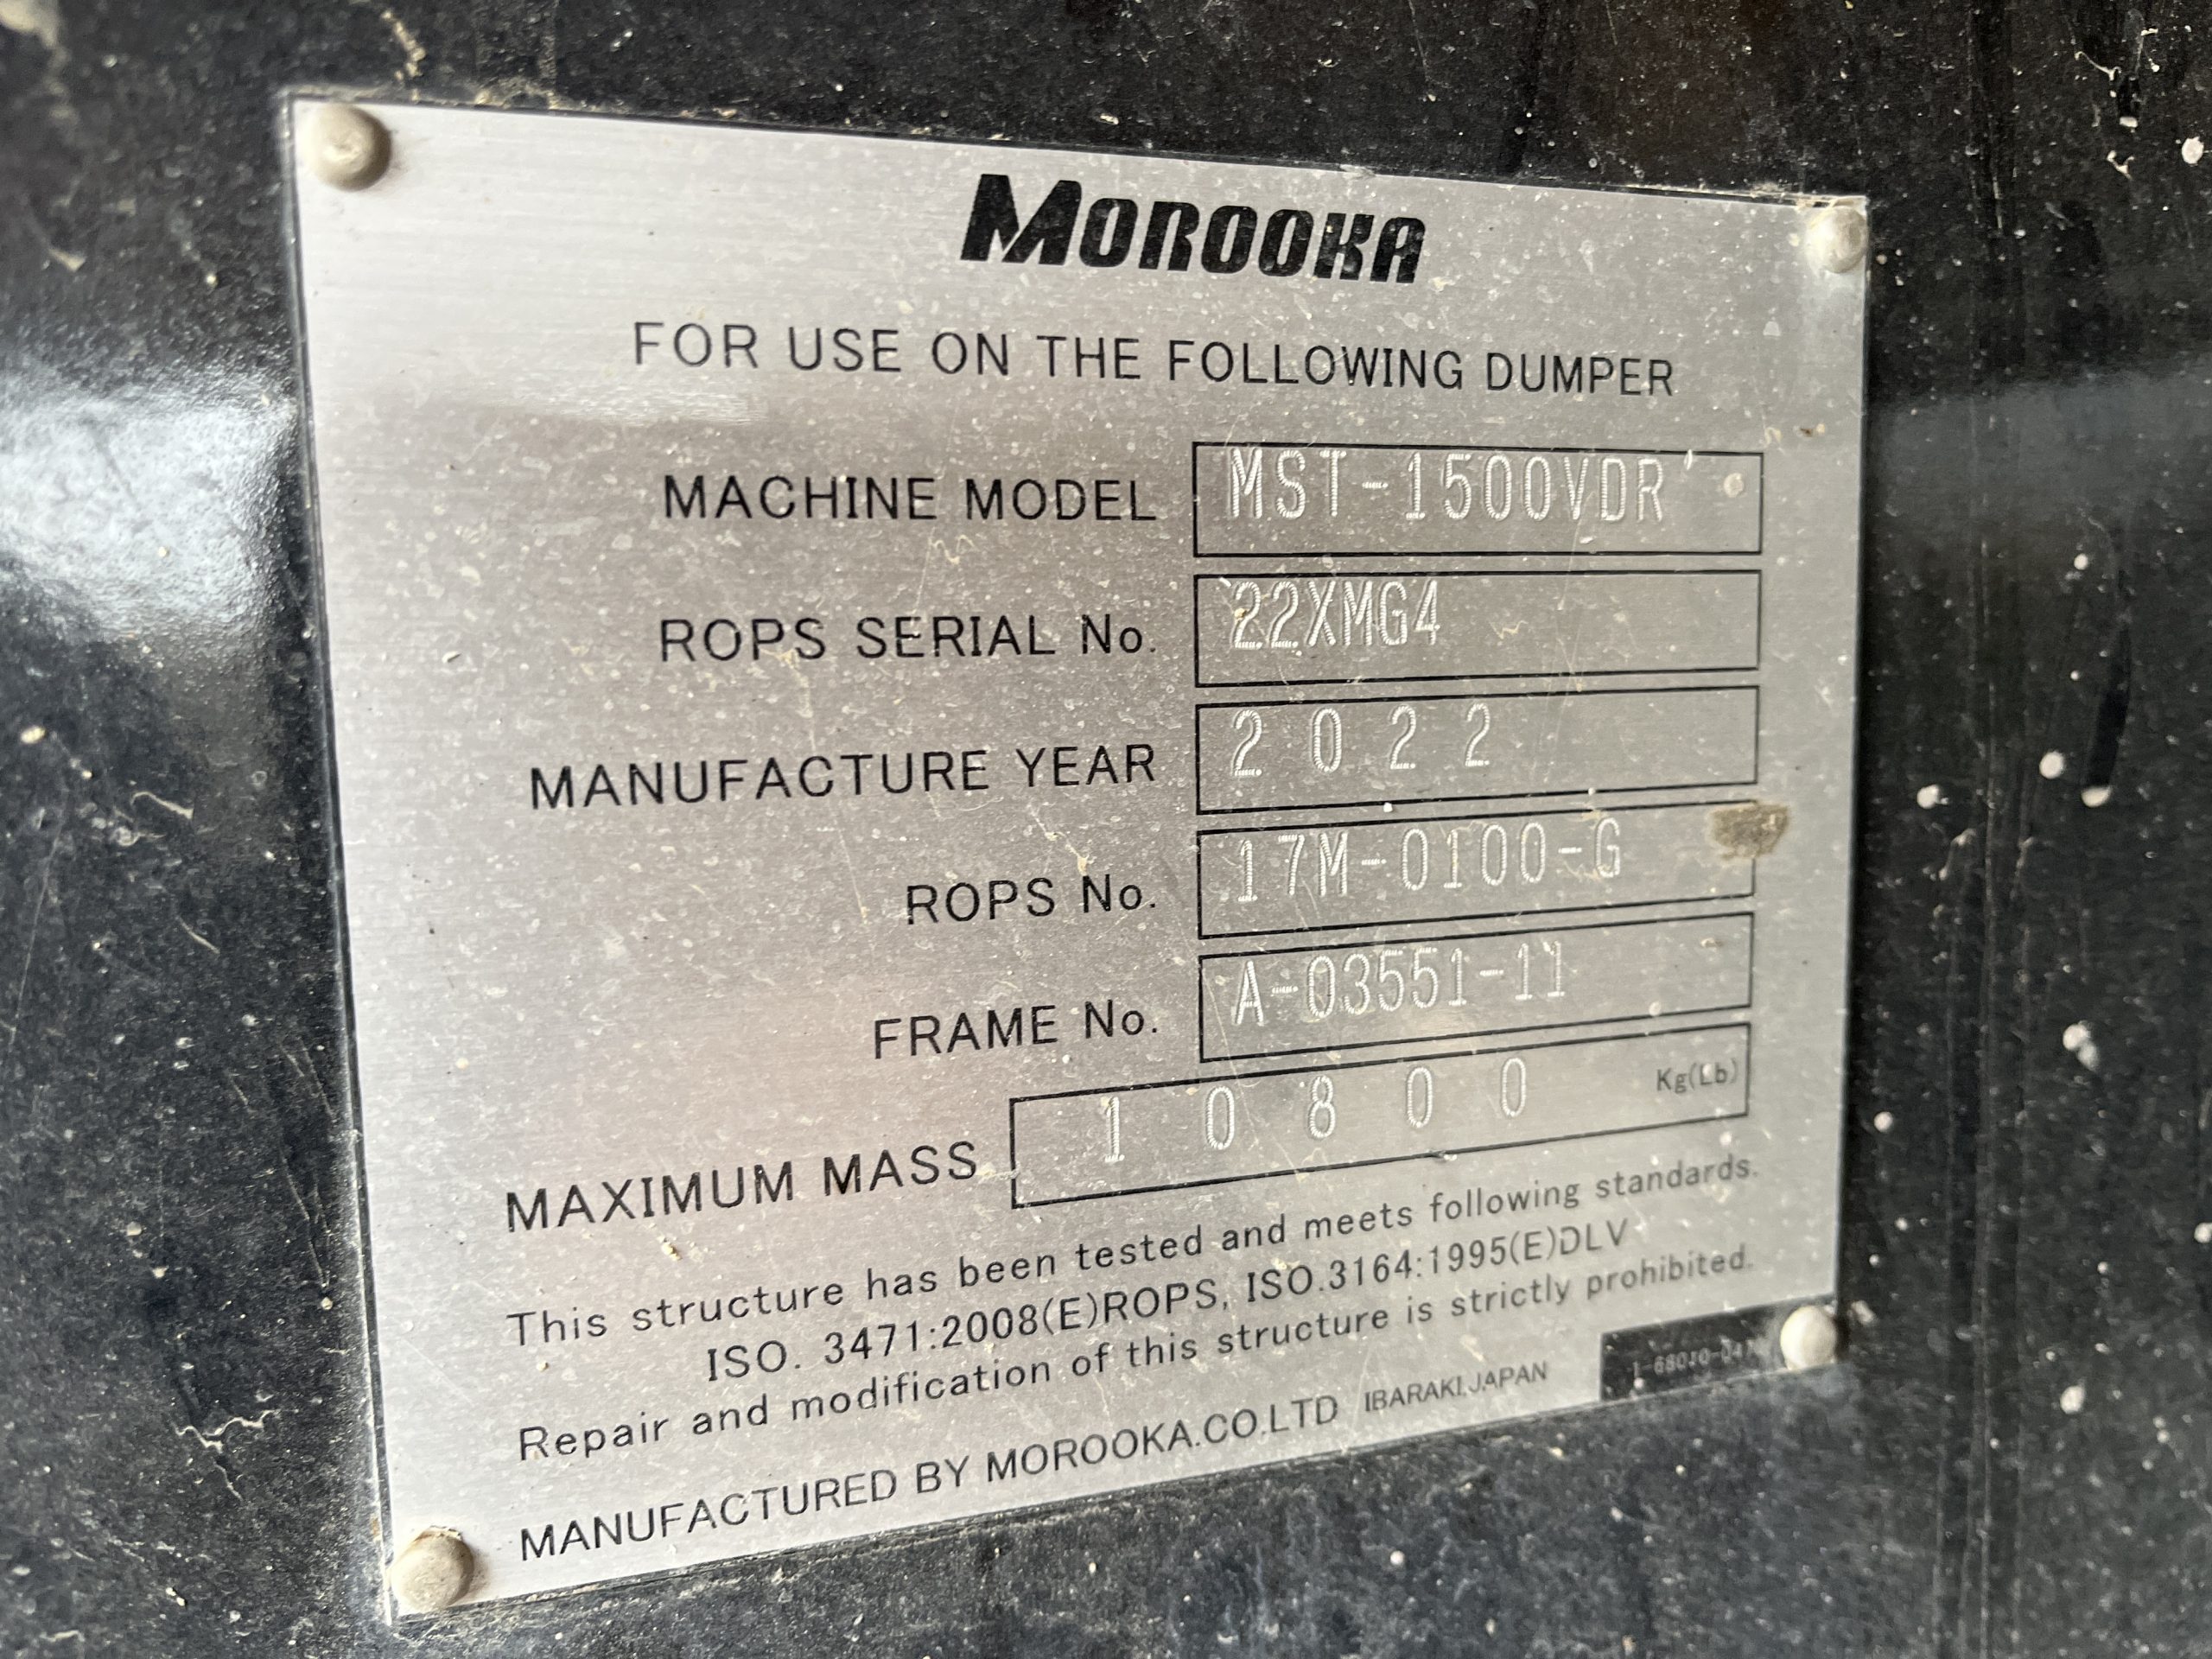 MOROOKA
FOR USE ON THE FOLLOWING DUMPER
MACHINE MODEL MST-1500VDR
ROPS SERIAL No. 22XMG4
MANUFACTURE YEAR 2022
ROPS No. 17M-0100-G
FRAME No. A-03551-11
MAXIMUM MASS 10800 Kg(Lb)
This structure has been tested and meets following standards.
ISO. 3471:2008(E)ROPS, ISO.3164:1995(E)DLV
Repair and modification of this structure is strictly prohibited.
MANUFACTURED BY MOROOKA.CO.LTD IBARAKI.JAPAN